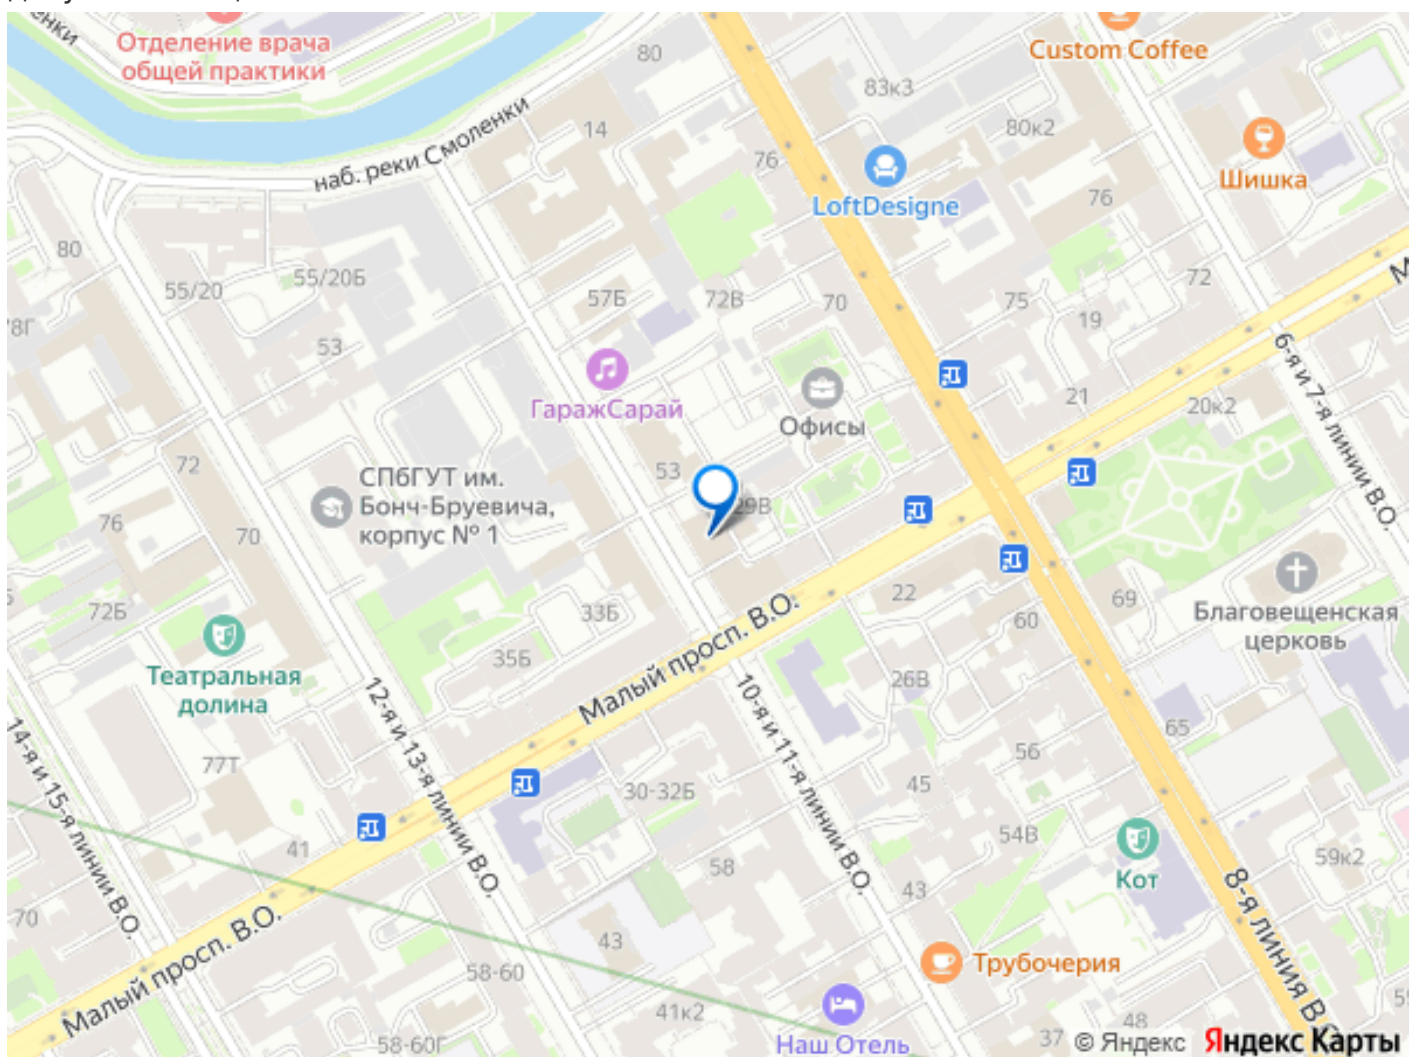 енки
Отделение врача
общей практики
80
Custom Coffee
83к3
14
наб. реки Смоленки
80к2
76
Шишка
LoftDesigne
76
80
55/20
55/20Б
57Б
72В
70
75
72
М
78Г
53
19
6-я и 7-я линии В.О.
ГаражСарай
21
20к2
Офисы
72
53
СПбГУТ им.
Бонч-Бруевича,
корпус № 1
29В
76
70
22
69
Благовещенская
церковь
72Б
33Б
60
Театральная
долина
35Б
Малый просп. В.О.
26В
12-я и 13-я линии В.О.
10-я и 11-я линии В.О.
14-я и 15-я линии В.О.
65
77Т
56
30-32Б
45
54В
41
58
59к2
Кот
43
8-я линия В.О.
70
43
Малый просп. В.О.
58-60
Трубочерия
41к2
48
58-60Г
Наш Отель
37
© Яндекс
Яндекс Карты